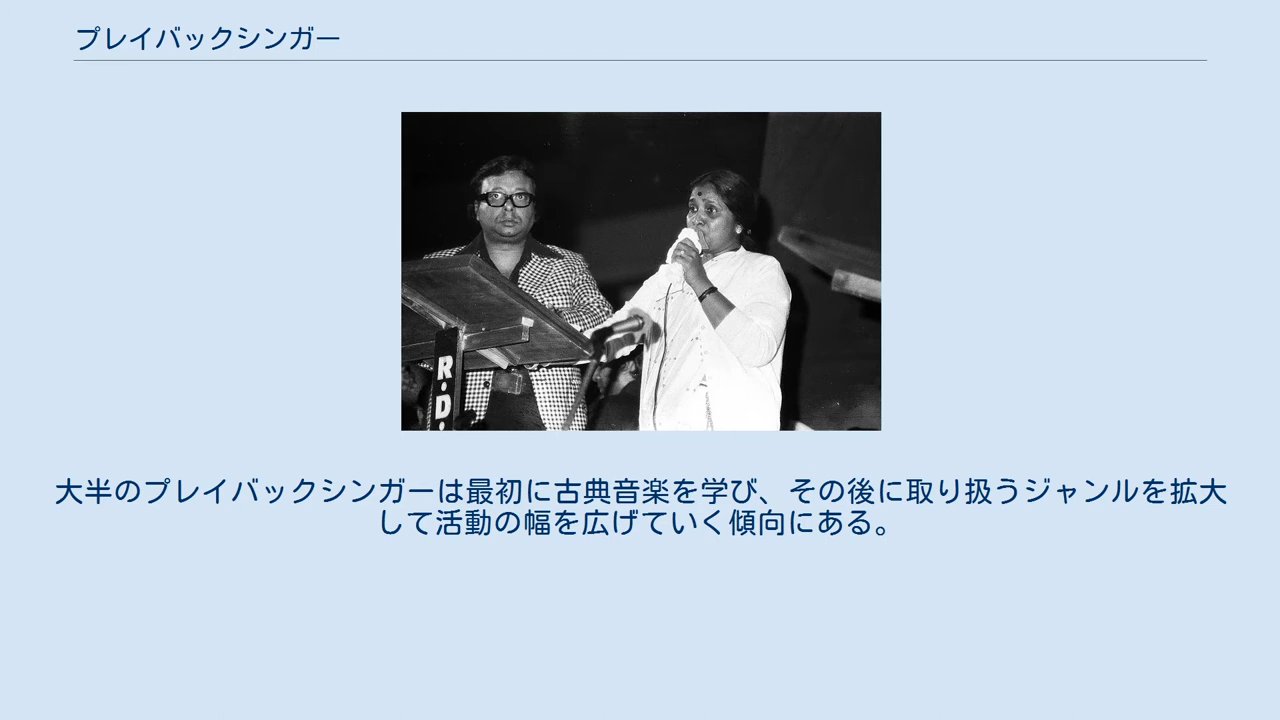 プレイバックシンガー
R.D.
大半のプレイバックシンガーは最初に古典音楽を学び、その後に取り扱うジャンルを拡大
して活動の幅を広げていく傾向にある。